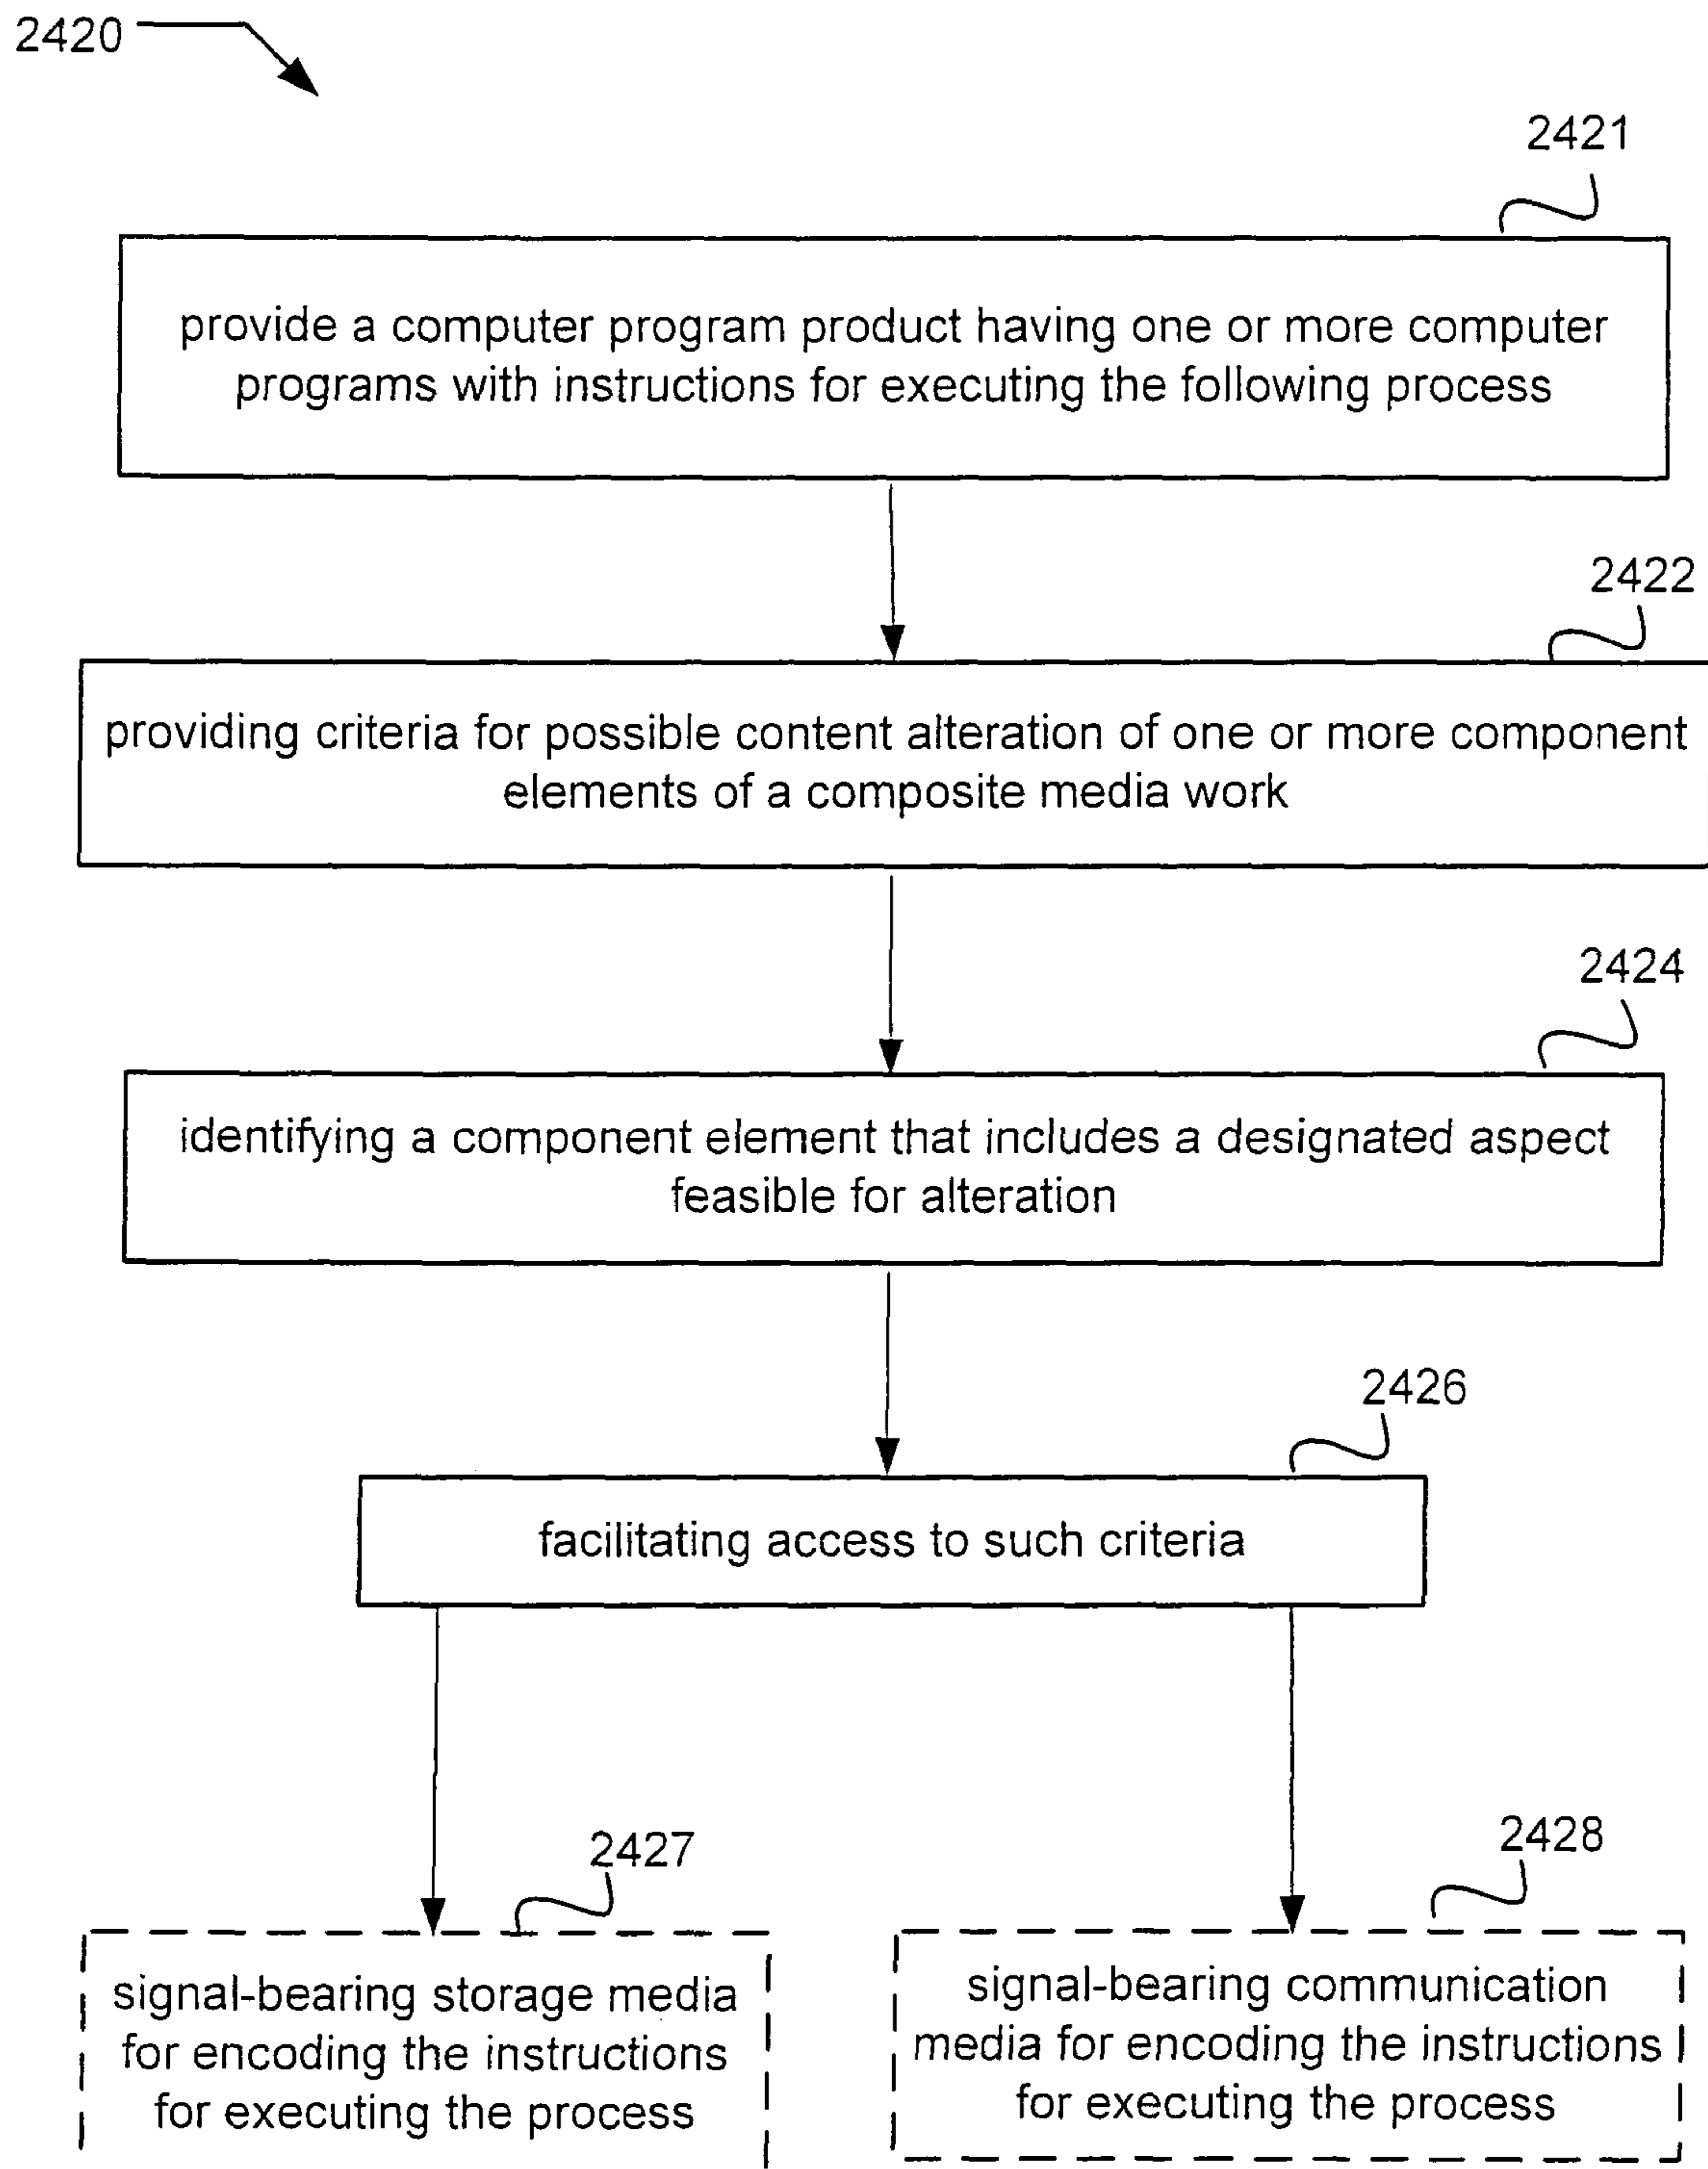 2420
2421
provide a computer program product having one or more computer
programs with instructions for executing the following process
2422
providing criteria for possible content alteration of one or more component
elements of a composite media work
2424
identifying a component element that includes a designated aspect
feasible for alteration
2426
facilitating access to such criteria
2427
signal-bearing storage media
for encoding the instructions
for executing the process
2428
signal-bearing communication
media for encoding the instructions
for executing the process